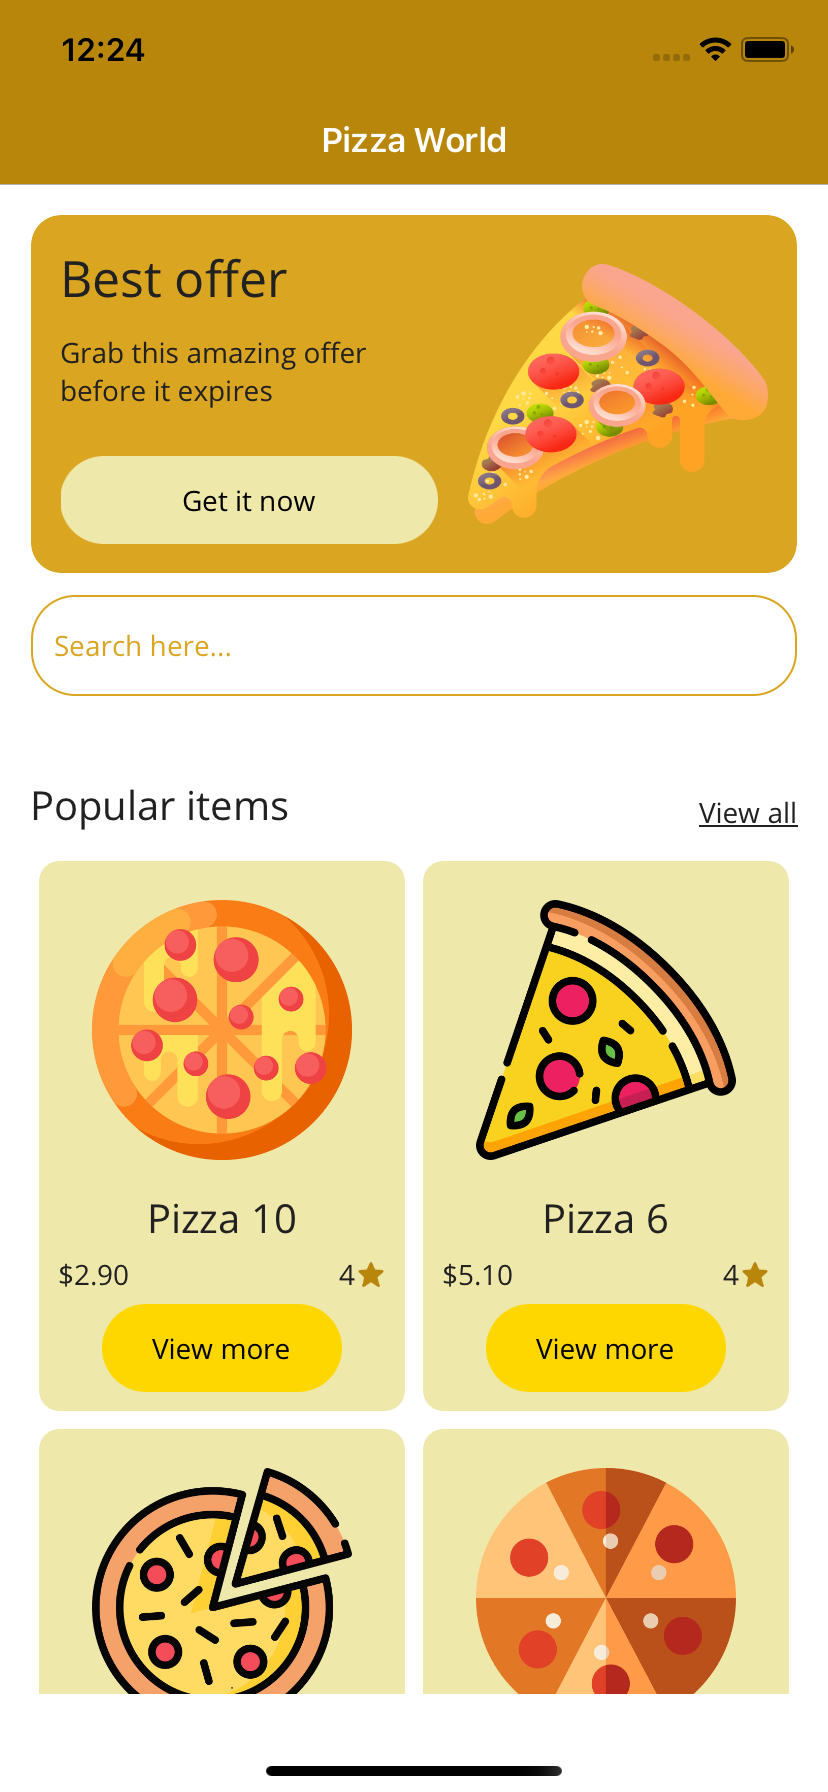 12:24
Pizza World
Best offer
Grab this amazing offer
before it expires
Get it now
Search here...
Popular items
View all
Pizza 10
$2.90
4
View more
Pizza 6
$5.10
4
View more